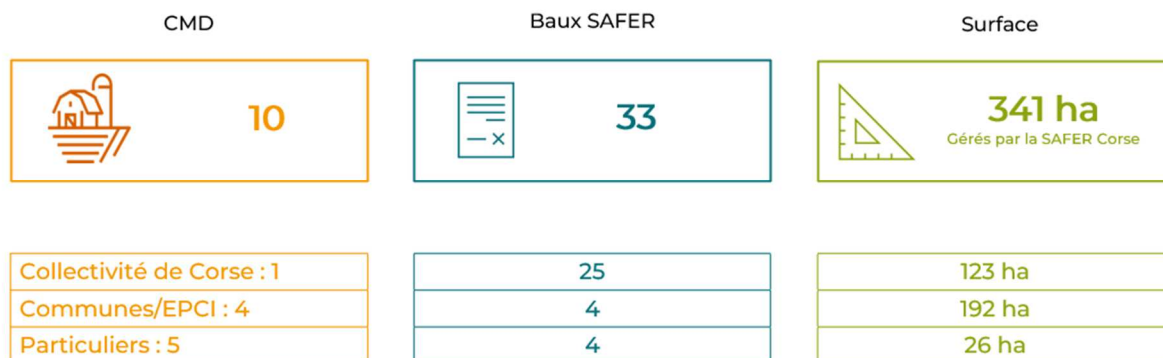 CMD
Baux SAFER
Surface
10
33
341 ha
Gérés par la SAFER Corse
Collectivité de Corse : 1
25
123 ha
Communes/EPCI : 4
4
192 ha
Particuliers : 5
4
26 ha